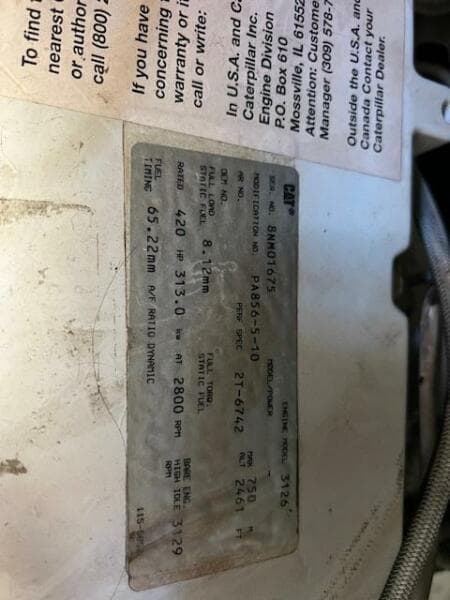 To find
nearest
or author
call (800)
If you have
concerning
warranty or
call or write:
In U.S.A. and C
Caterpillar Inc.
Engine Division
P.O. Box 610
Mossville, IL 61552
Attention: Customer
Manager (309) 578-7
Outside the U.S.A. and
Canada Contact your
Caterpillar Dealer.
CAT ENGINE MODEL 3126
SER. NO. 8NM01675 MODEL/POWER -
MODIFICATION NO. PA856-5-10 MAX ALT 750 M
AR NO. PERF SPEC 2T-6742 2461 FT
OEM NO.
FULL LOAD STATIC FUEL 8.12mm FULL TORQ. STATIC FUEL
RATED 420 HP 313.0 kw AT 2800 RPM BARE ENG. HIGH IDLE RPM 3129
FUEL TIMING 65.22mm A/F RATIO DYNAMIC